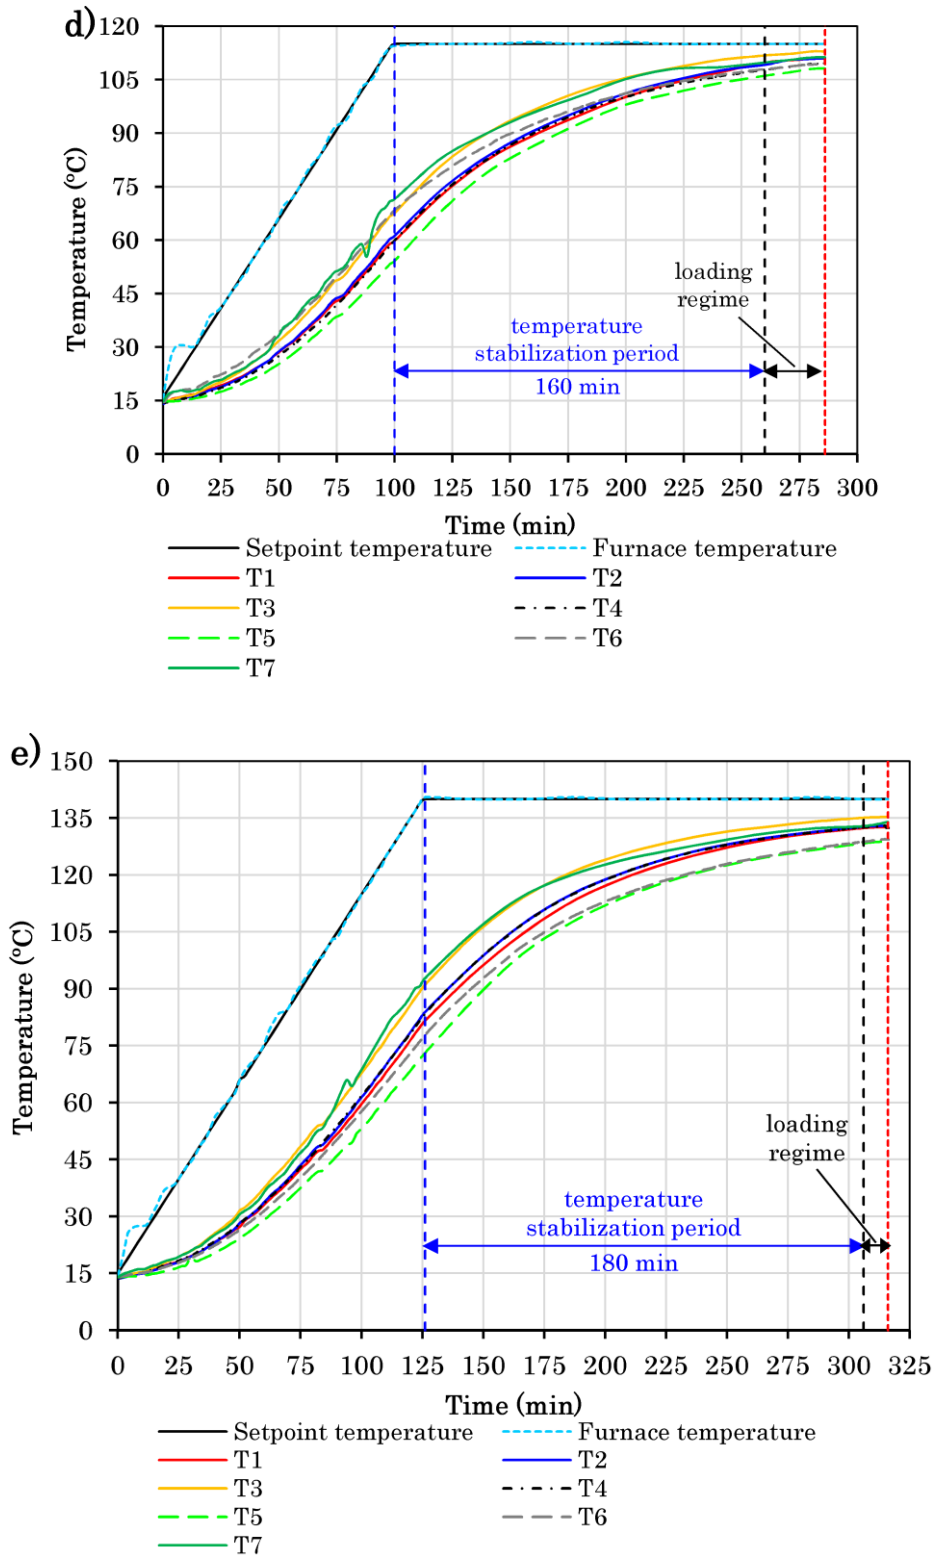 d)
120
105
90
75
60
45
30
15
0
Temperature (°C)
loading
regime
temperature
stabilization period
160 min
0 25 50 75 100 125 150 175 200 225 250 275 300
Time (min)
Setpoint temperature Furnace temperature
T1 T2
T3 T4
T5 T6
T7
e)
150
135
120
105
90
75
60
45
30
15
0
Temperature (°C)
loading
regime
temperature
stabilization period
180 min
0 25 50 75 100 125 150 175 200 225 250 275 300 325
Time (min)
Setpoint temperature Furnace temperature
T1 T2
T3 T4
T5 T6
T7